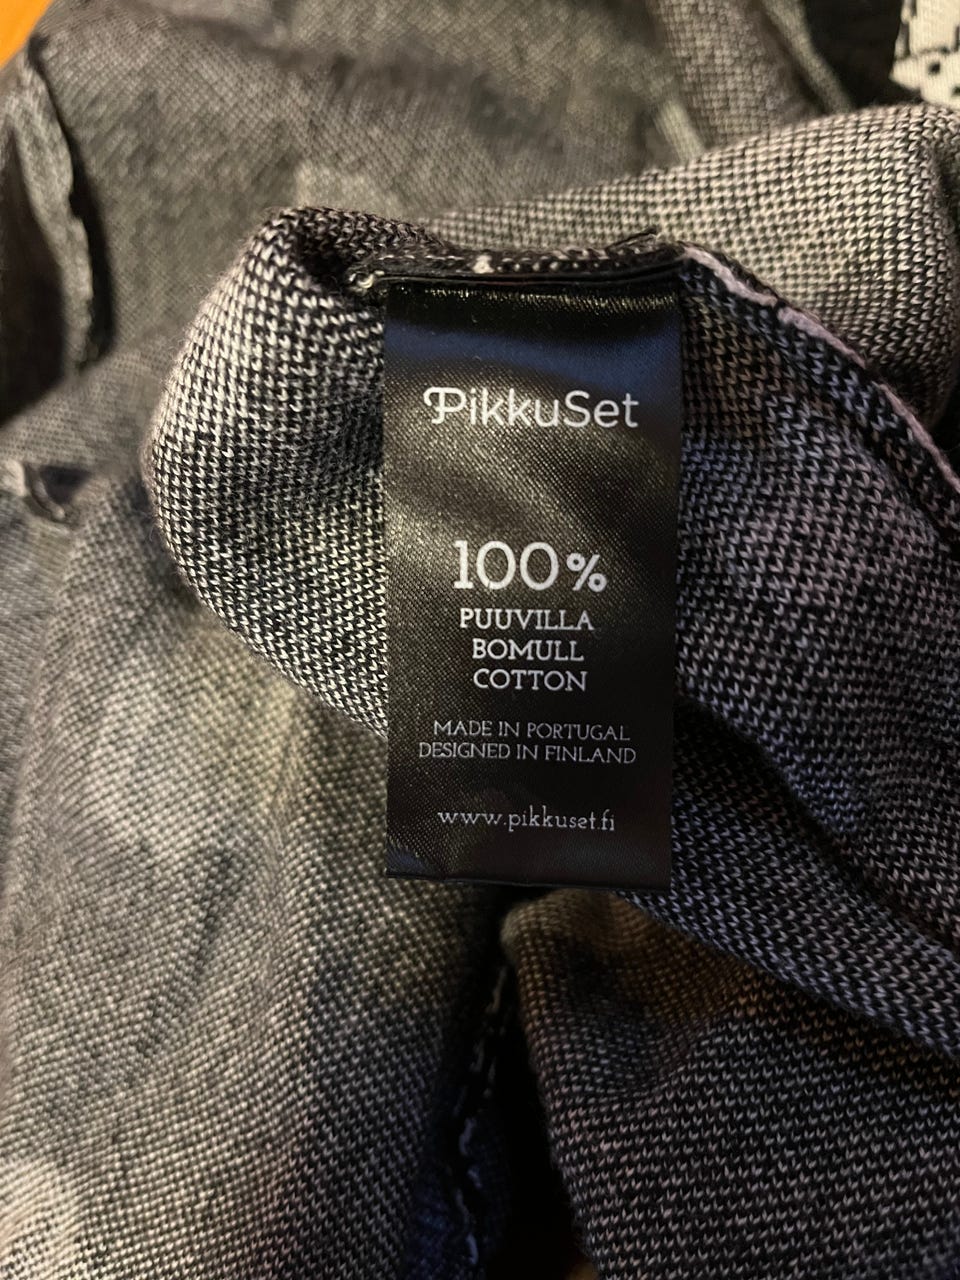 PikkuSet
100%
PUUVILLA
BOMULL
COTTON
MADE IN PORTUGAL
DESIGNED IN FINLAND
www.pikkuset.fi